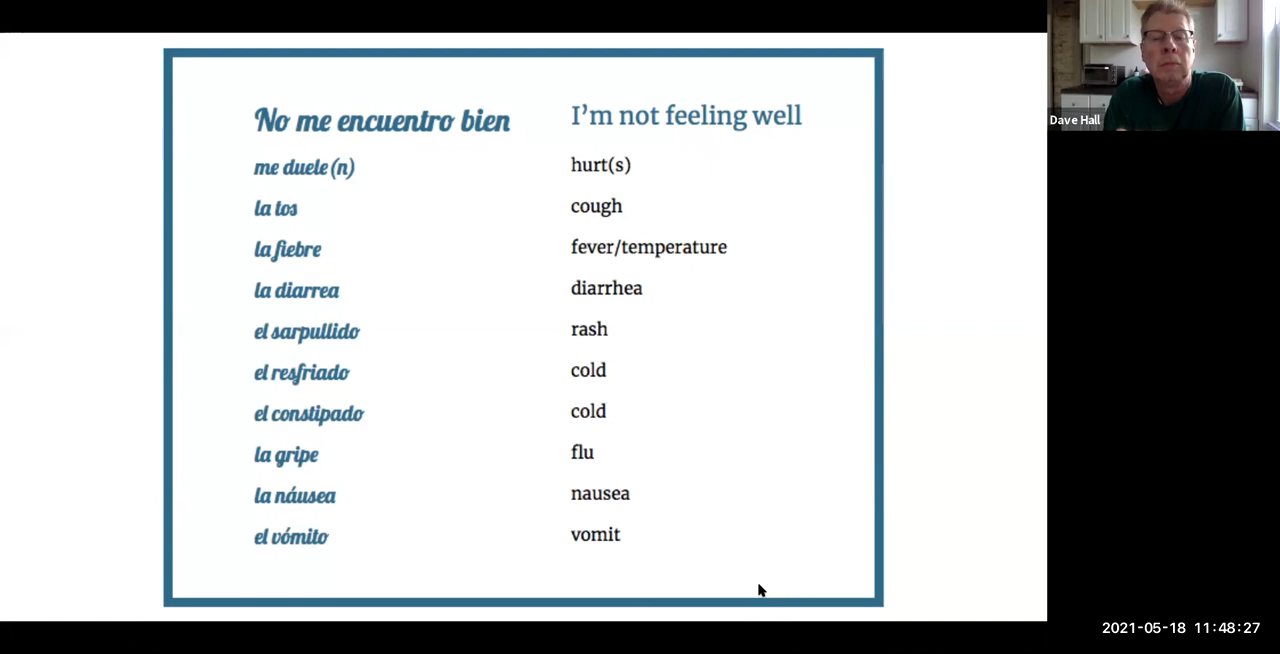 No me encuentro bien I'm not feeling well
me duele(n) hurt(s)
la tos cough
la fiebre fever/temperature
la diarrea diarrhea
el sarpullido rash
el resfriado cold
el constipado cold
la gripe flu
la náusea nausea
el vómito vomit
Dave Hall
2021-05-18 11:48:27